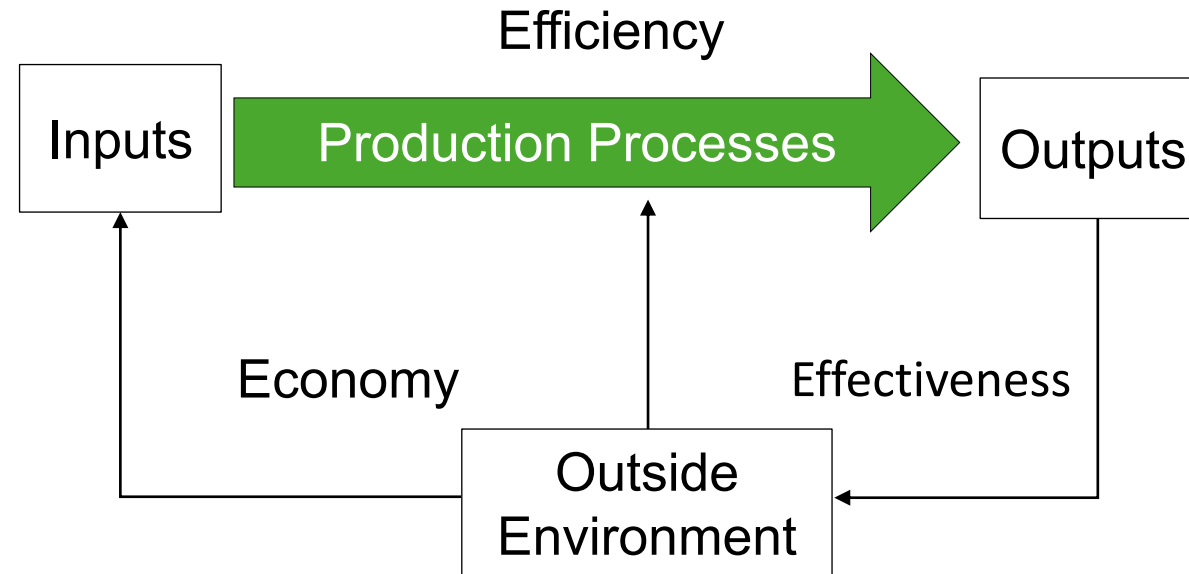 Efficiency
Inputs
Production Processes
Outputs
Economy
Effectiveness
Outside
Environment